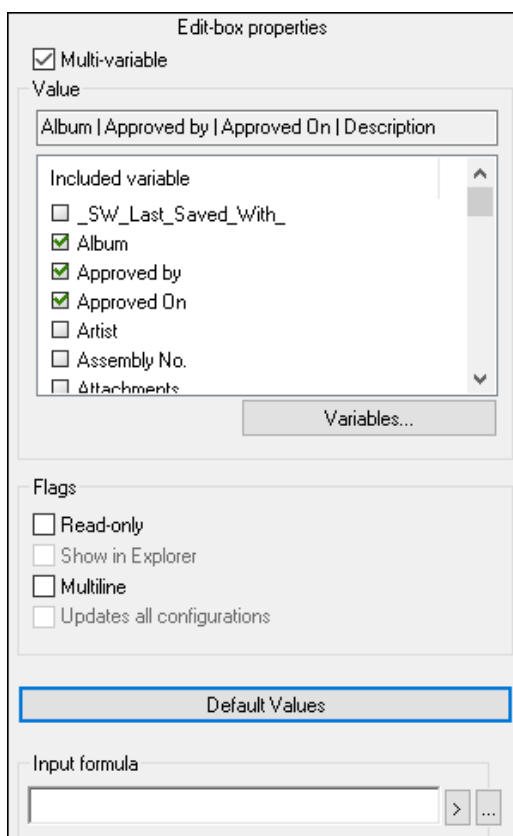 Edit-box properties
Multi-variable
Value
Album | Approved by | Approved On | Description
Included variable
_SW_Last_Saved_With_
Album
Approved by
Approved On
Artist
Assembly No.
Attachments
Variables...
Flags
Read-only
Show in Explorer
Multiline
Updates all configurations
Default Values
Input formula
> ...